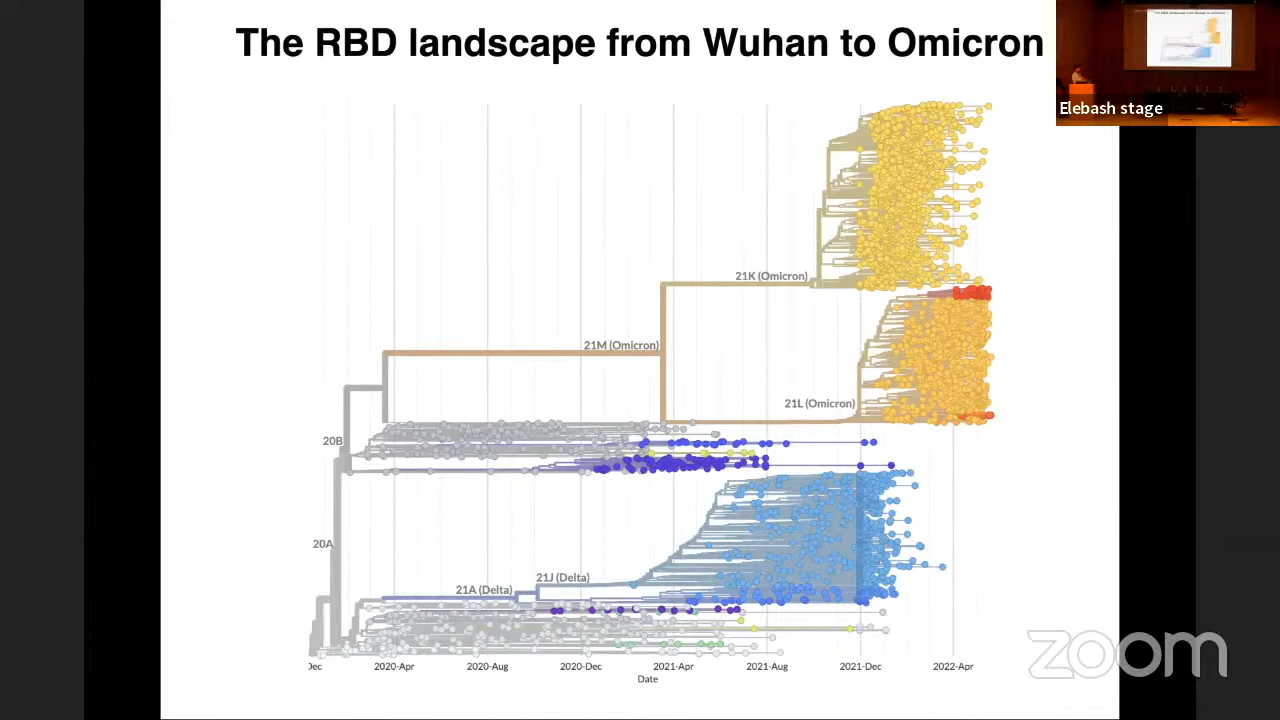 The RBD landscape from Wuhan to Omicron
Elebash stage
21K (Omicron)
21M (Omicron)
21L (Omicron)
20B
20A
21J (Delta)
21A (Delta)
Dec 2020-Apr 2020-Aug 2020-Dec 2021-Apr 2021-Aug 2021-Dec 2022-Apr
Date
zoom